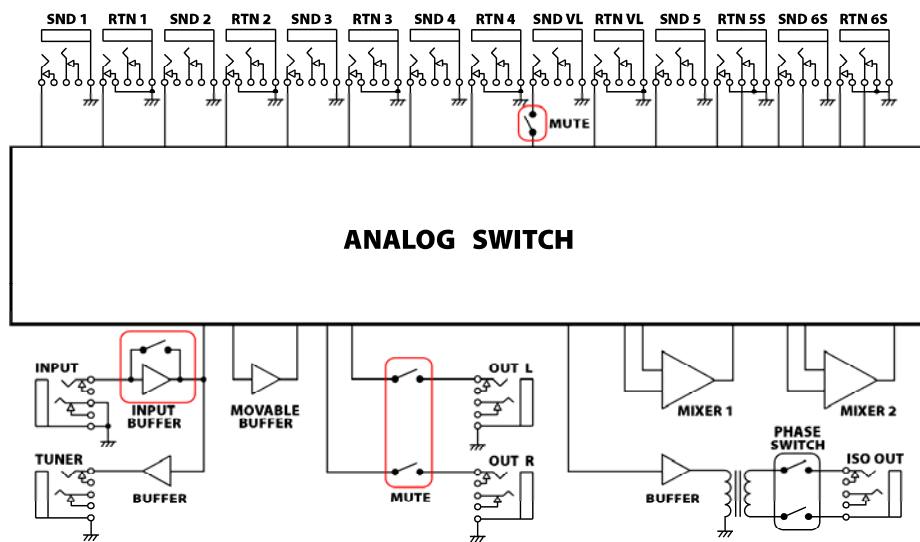 SND 1 RTN 1 SND 2 RTN 2 SND 3 RTN 3 SND 4 RTN 4 SND VL RTN VL SND 5 RTN 5S SND 6S RTN 6S
MUTE
ANALOG SWITCH
INPUT
INPUT
BUFFER
MOVABLE
BUFFER
OUT L
MIXER 1
MIXER 2
TUNER
BUFFER
MUTE
OUT R
BUFFER
PHASE
SWITCH
ISO OUT